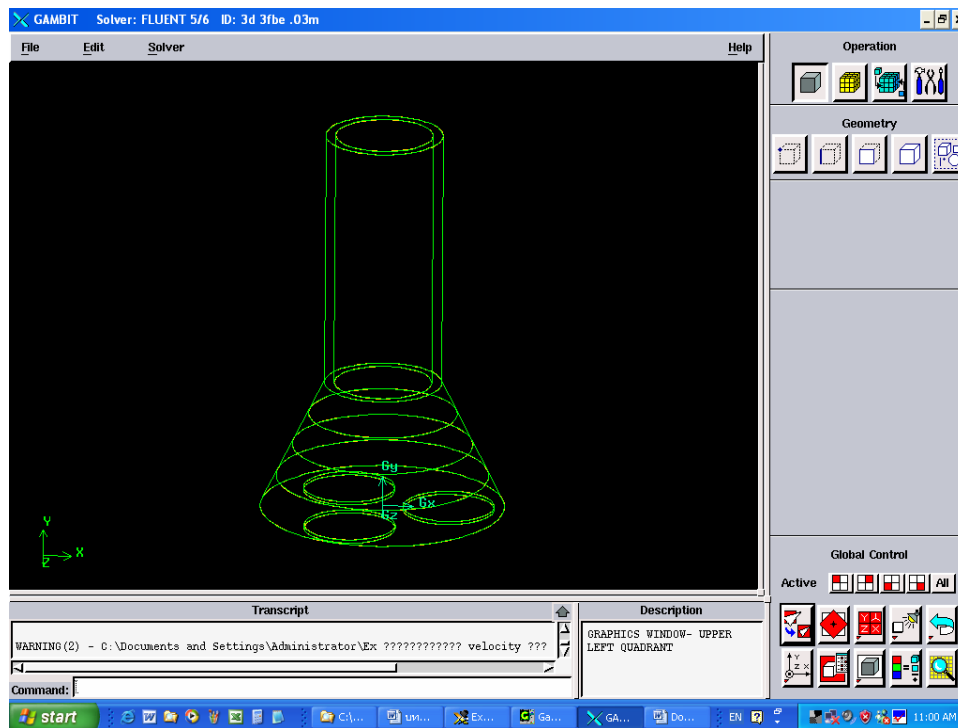 GAMBIT Solver: FLUENT 5/6 ID: 3d 3fbe .03m
File Edit Solver Help
Operation
Geometry
Gy
Gx
Gz
Y
X
Z
Global Control
Active All
Transcript
Description
WARNING(2) - C:\Documents and Settings\Administrator\Ex ???????????? velocity ???
GRAPHICS WINDOW- UPPER
LEFT QUADRANT
Command:
start C:\... Ex... Ga... GA... Do... EN 11:00 AM